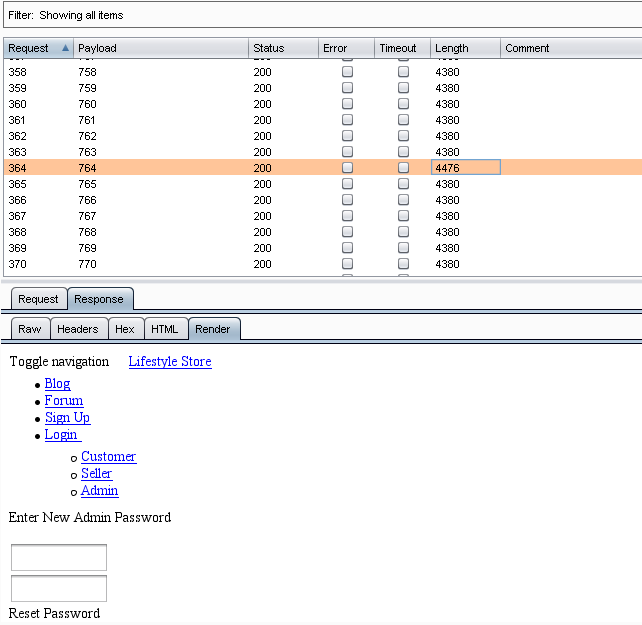 Filter: Showing all items
Request Payload Status Error Timeout Length Comment
358 758 200 4380
359 759 200 4380
360 760 200 4380
361 761 200 4380
362 762 200 4380
363 763 200 4380
364 764 200 4476
365 765 200 4380
366 766 200 4380
367 767 200 4380
368 768 200 4380
369 769 200 4380
370 770 200 4380
Request Response
Raw Headers Hex HTML Render
Toggle navigation Lifestyle Store
Blog
Forum
Sign Up
Login
Customer
Seller
Admin
Enter New Admin Password
Reset Password